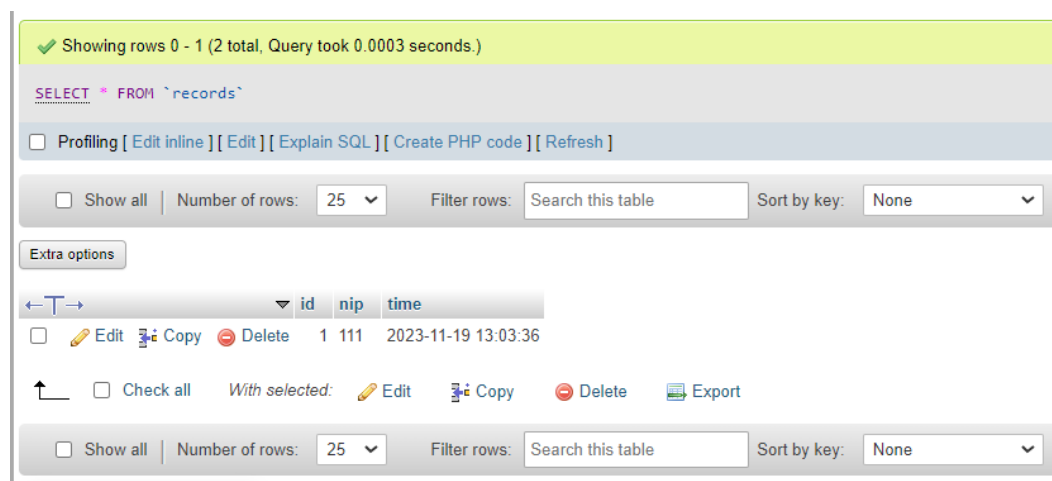 Showing rows 0 - 1 (2 total, Query took 0.0003 seconds.)
SELECT * FROM `records`
Profiling [ Edit inline ] [ Edit ] [ Explain SQL ] [ Create PHP code ] [ Refresh ]
Show all | Number of rows: 25 Filter rows: Search this table Sort by key: None
Extra options
←T→ id nip time
Edit Copy Delete 1 111 2023-11-19 13:03:36
Check all With selected: Edit Copy Delete Export
Show all | Number of rows: 25 Filter rows: Search this table Sort by key: None